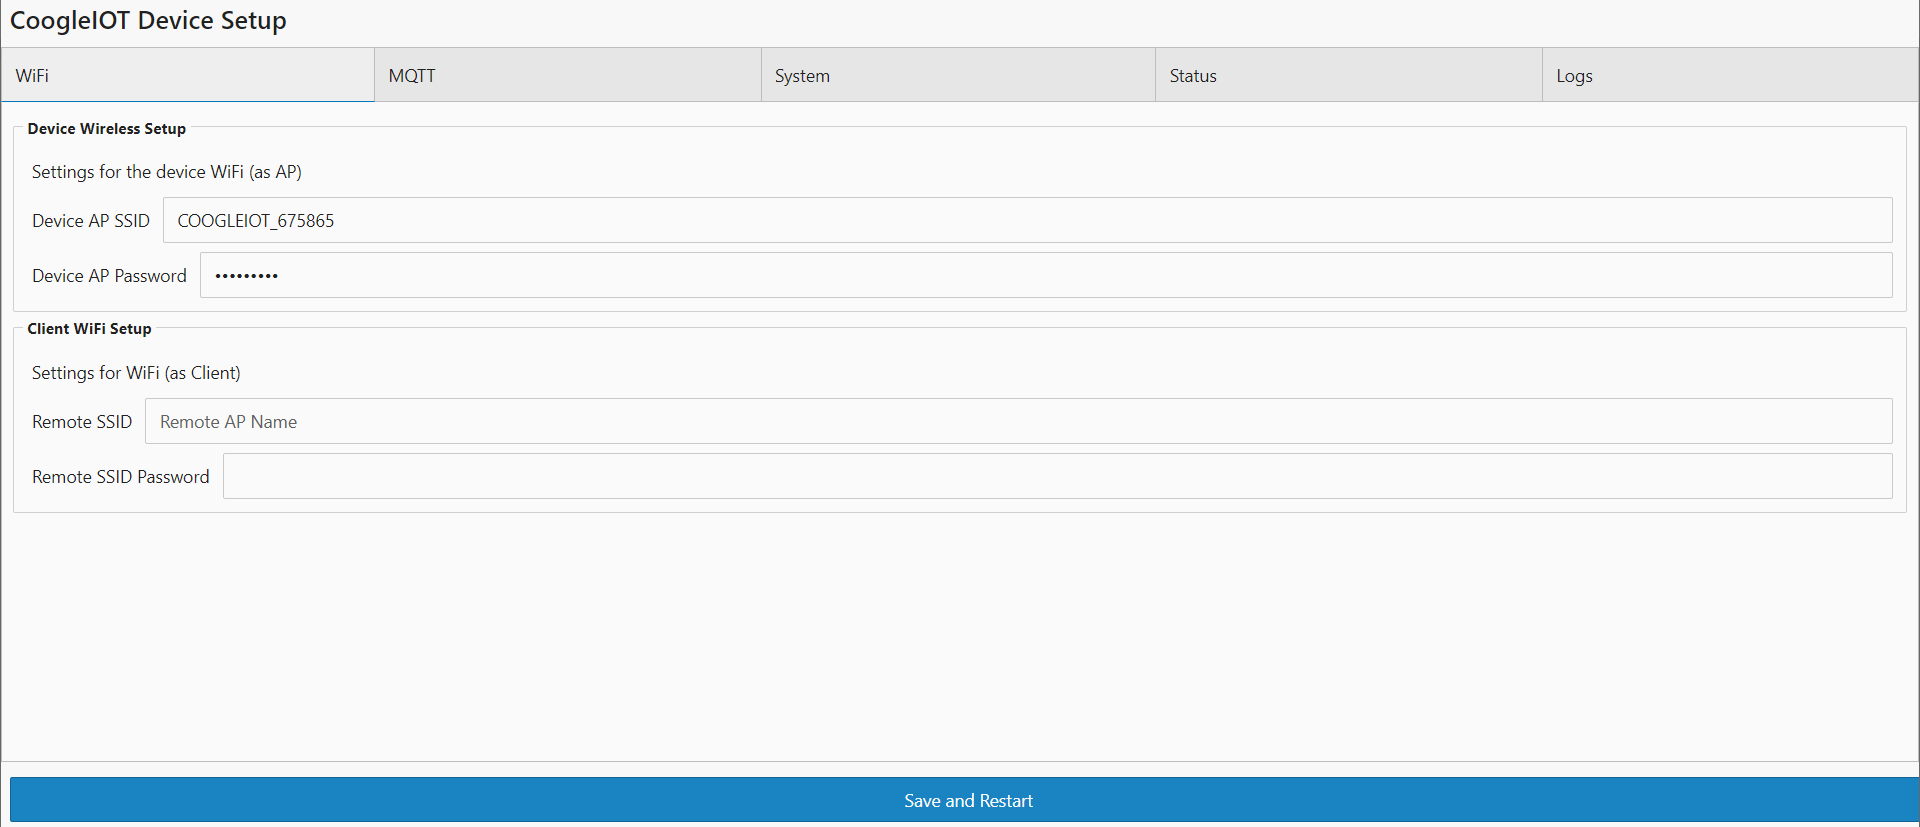 CoogleIOT Device Setup
WiFi
MQTT
System
Status
Logs
Device Wireless Setup
Settings for the device WiFi (as AP)
Device AP SSID
COOGLEIOT_675865
Device AP Password
•••••••••
Client WiFi Setup
Settings for WiFi (as Client)
Remote SSID
Remote AP Name
Remote SSID Password
Save and Restart